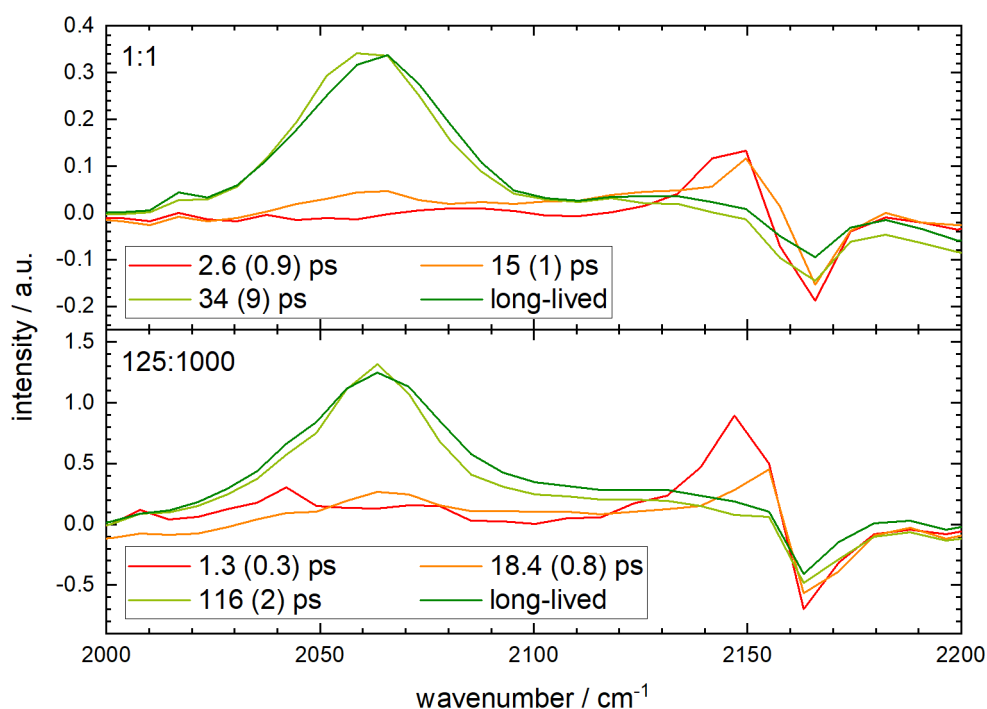 0.4
1:1
0.3
0.2
0.1
0.0
-0.1
-0.2
2.6 (0.9) ps
15 (1) ps
34 (9) ps
long-lived
intensity / a.u.
1.5
125:1000
1.0
0.5
0.0
-0.5
1.3 (0.3) ps
18.4 (0.8) ps
116 (2) ps
long-lived
2000
2050
2100
2150
2200
wavenumber / cm⁻¹